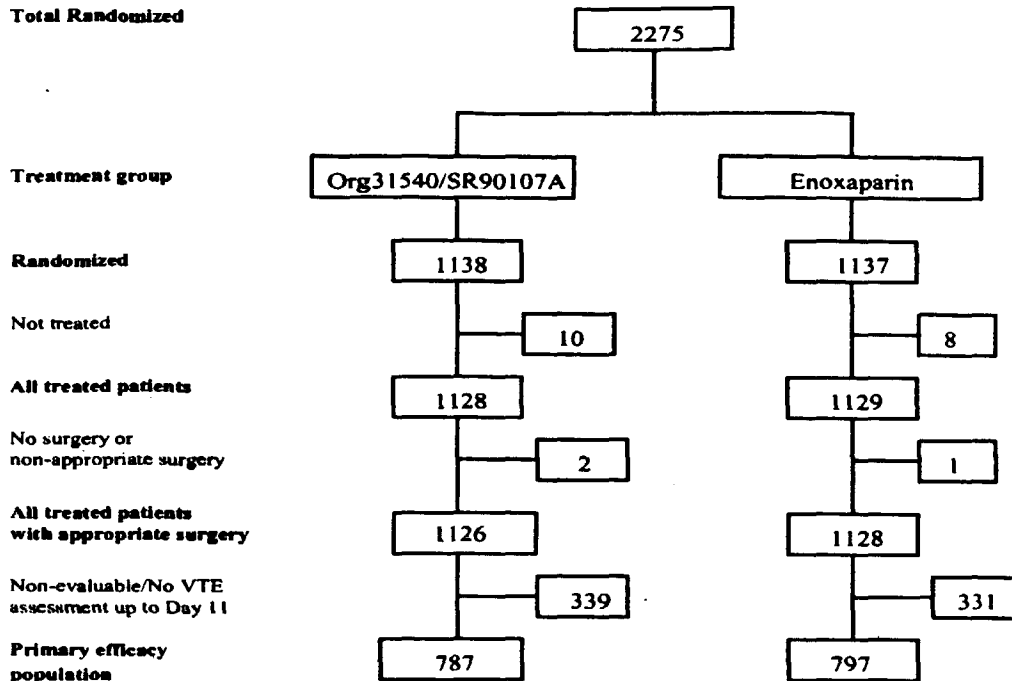 Total Randomized
2275
Treatment group
Org31540/SR90107A
Enoxaparin
Randomized
1138
1137
Not treated
10
8
All treated patients
1128
1129
No surgery or
non-appropriate surgery
2
1
All treated patients
with appropriate surgery
1126
1128
Non-evaluable/No VTE
assessment up to Day 11
339
331
Primary efficacy
population
787
797